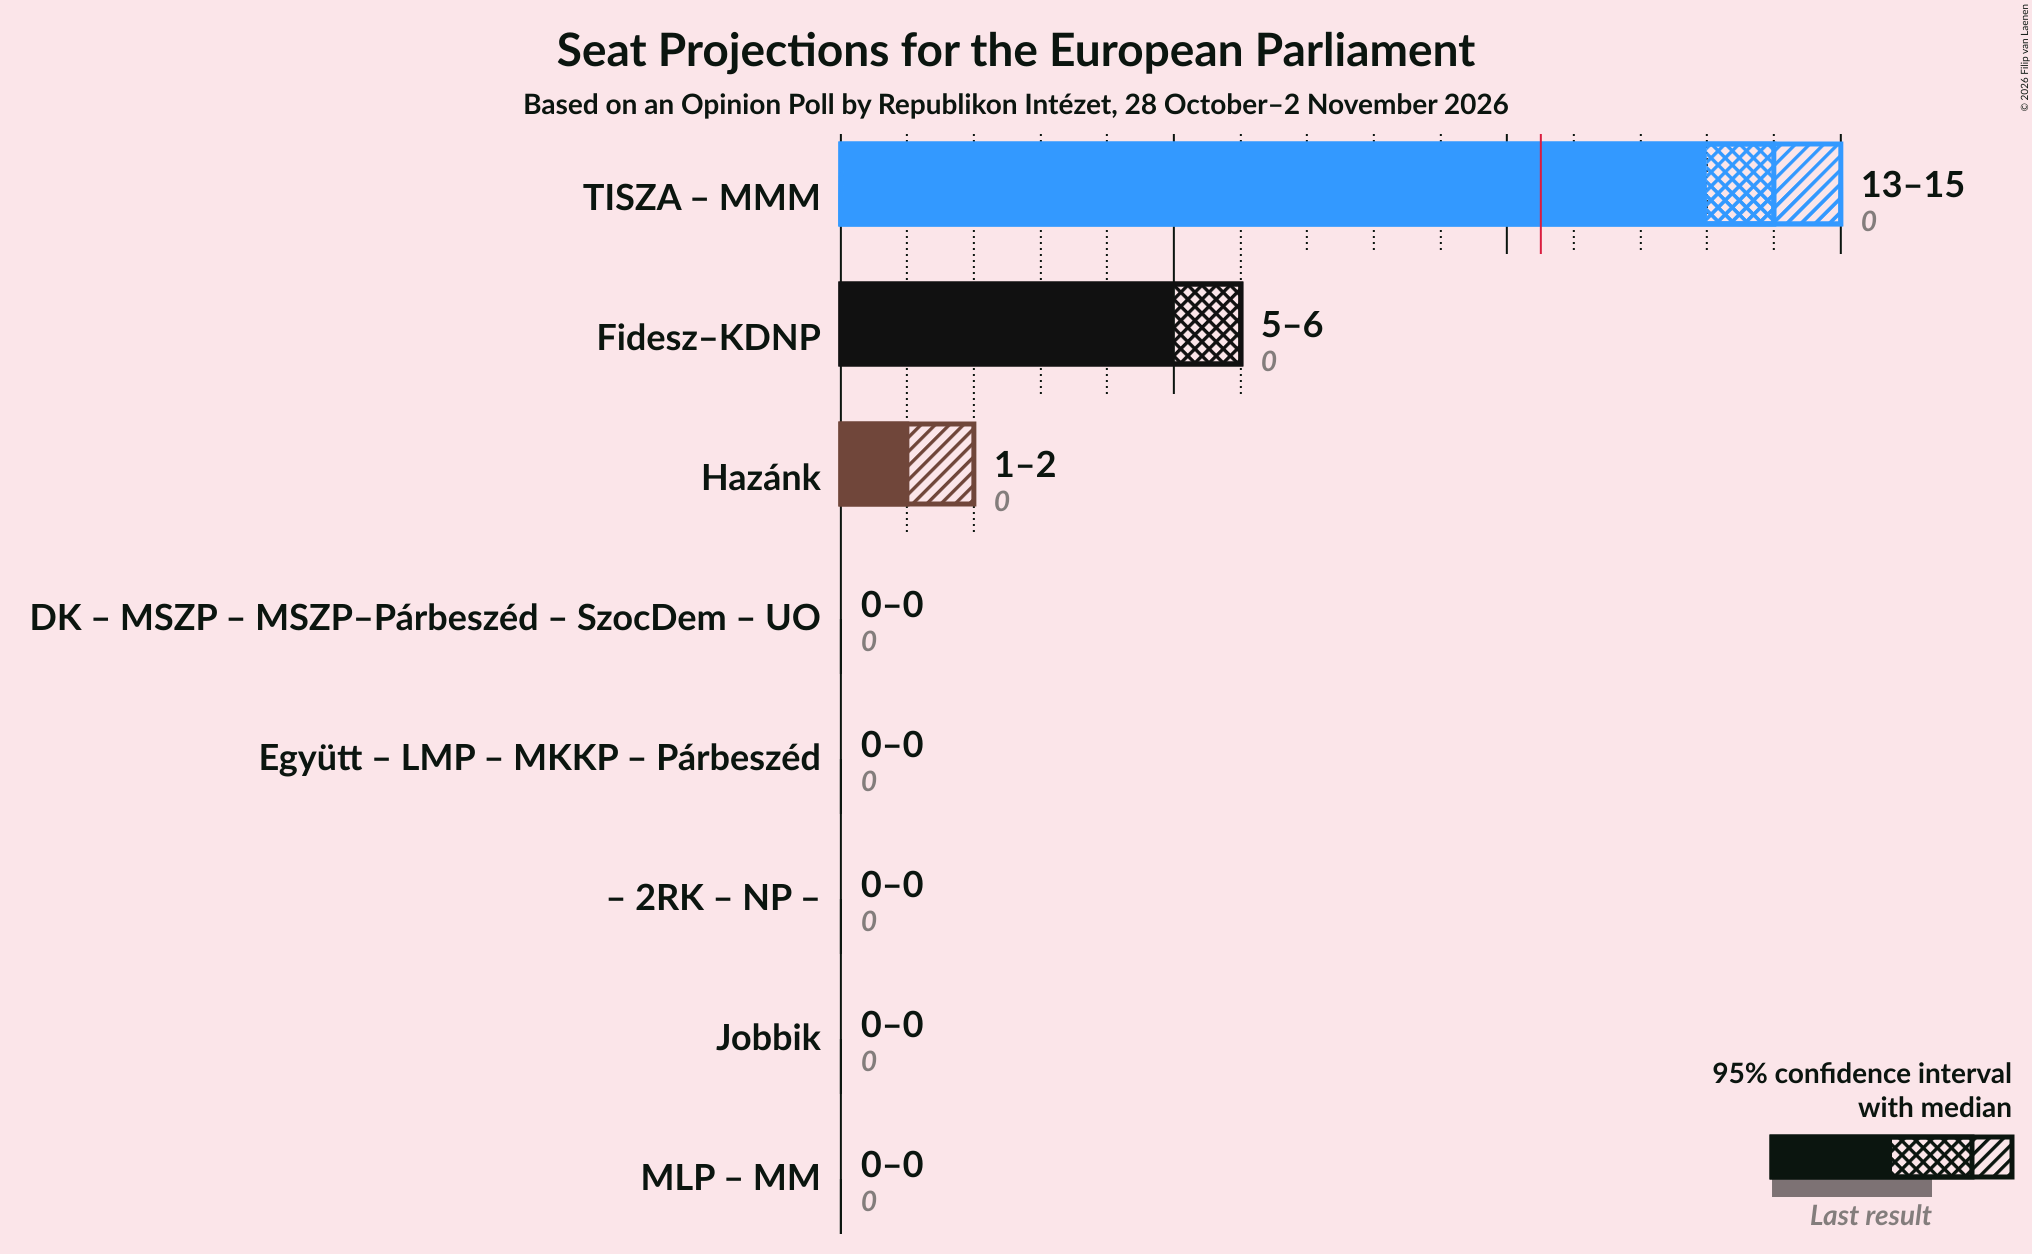 Seat Projections for the European Parliament
Based on an Opinion Poll by Republikon Intézet, 28 October–2 November 2026
© 2026 Filip van Laenen
TISZA – MMM
13–15
0
Fidesz–KDNP
5–6
0
Hazánk
1–2
0
DK – MSZP – MSZP–Párbeszéd – SzocDem – UO
0–0
0
Együtt – LMP – MKKP – Párbeszéd
0–0
0
– 2RK – NP –
0–0
0
Jobbik
0–0
0
MLP – MM
0–0
0
95% confidence interval
with median
Last result